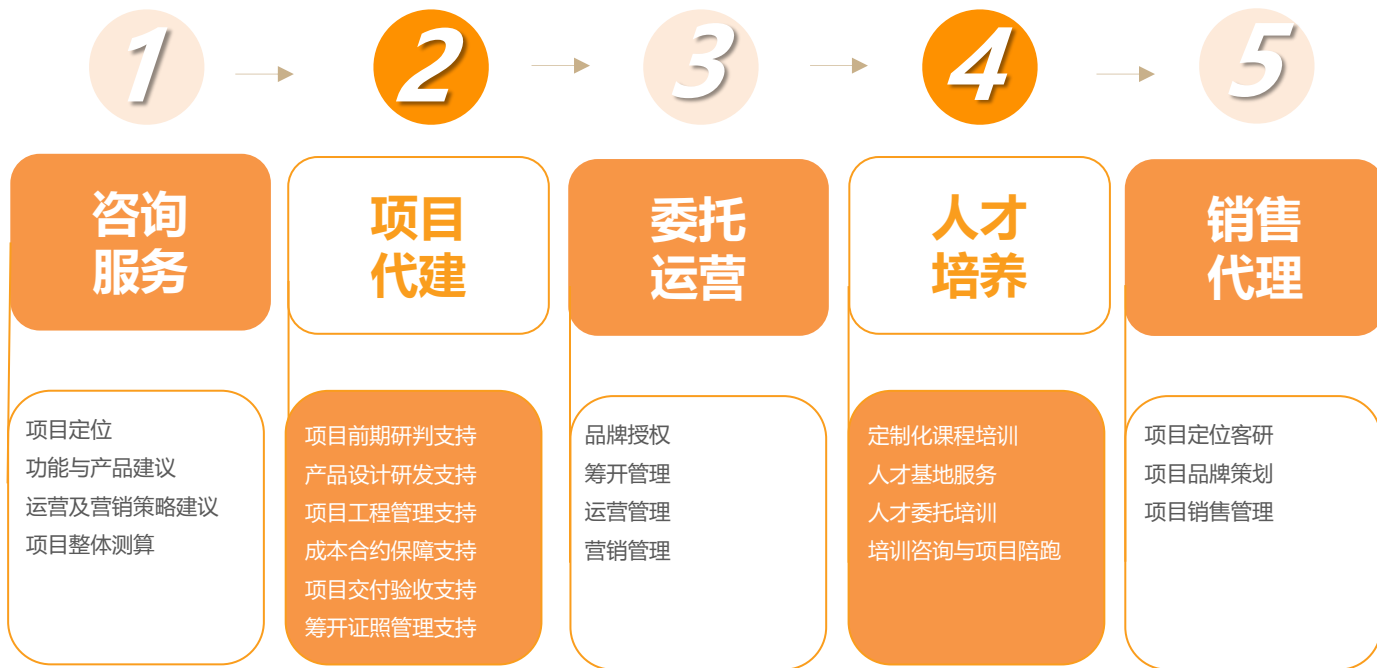 1
2
3
4
5
咨询
服务
项目
代建
委托
运营
人才
培养
销售
代理
项目定位
功能与产品建议
运营及营销策略建议
项目整体测算
项目前期研判支持
产品设计研发支持
项目工程管理支持
成本合约保障支持
项目交付验收支持
筹开证照管理支持
品牌授权
筹开管理
运营管理
营销管理
定制化课程培训
人才基地服务
人才委托培训
培训咨询与项目陪跑
项目定位客研
项目品牌策划
项目销售管理